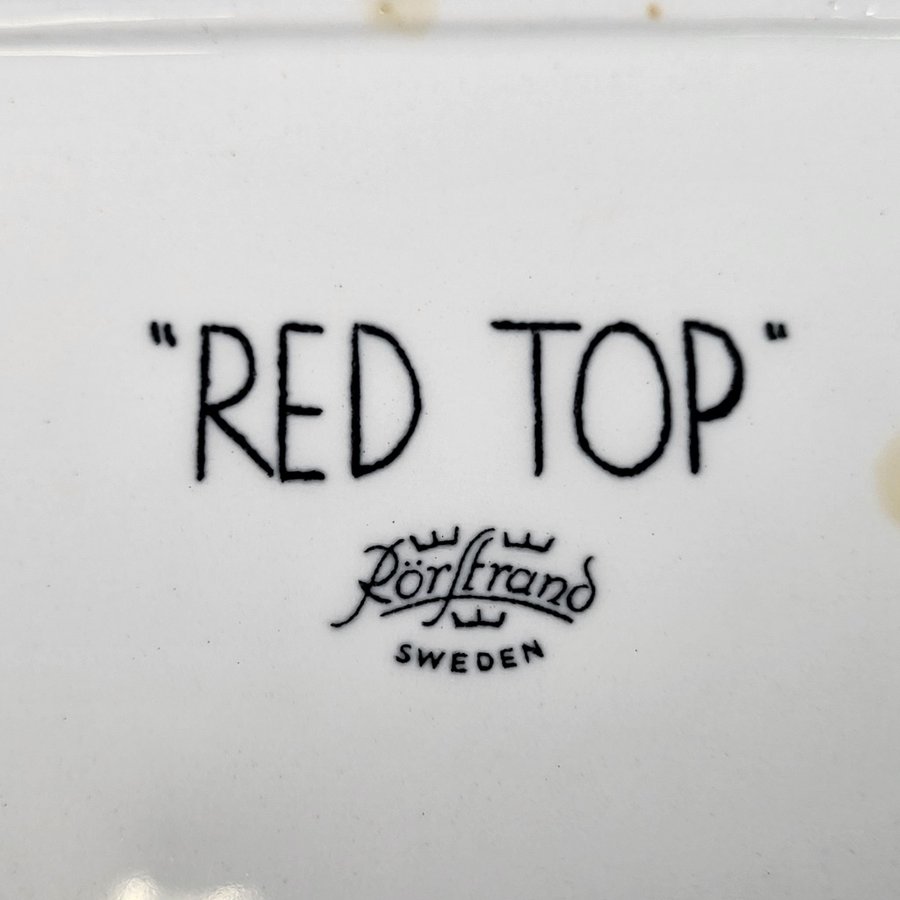 "RED TOP"
Rörstrand
SWEDEN